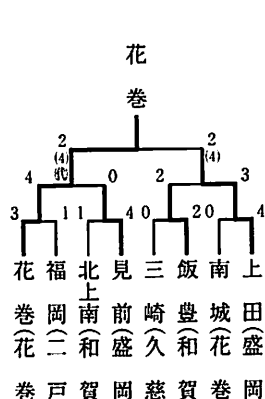 花巻
2 2
(4) (4)
代
4 0 2 3
3 1 1 4 0 2 0 4
花巻(花巻
福岡二(二戸
北上南(和賀
見前(盛岡
三崎(久慈
飯豊(和賀
南城(花巻
上田(盛岡